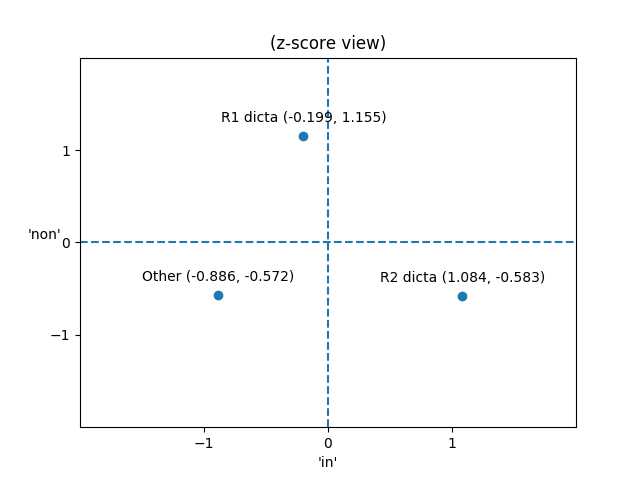 (z-score view)
R1 dicta (-0.199, 1.155)
1
'non'
0
Other (-0.886, -0.572)
R2 dicta (1.084, -0.583)
−1
−1
0
1
'in'